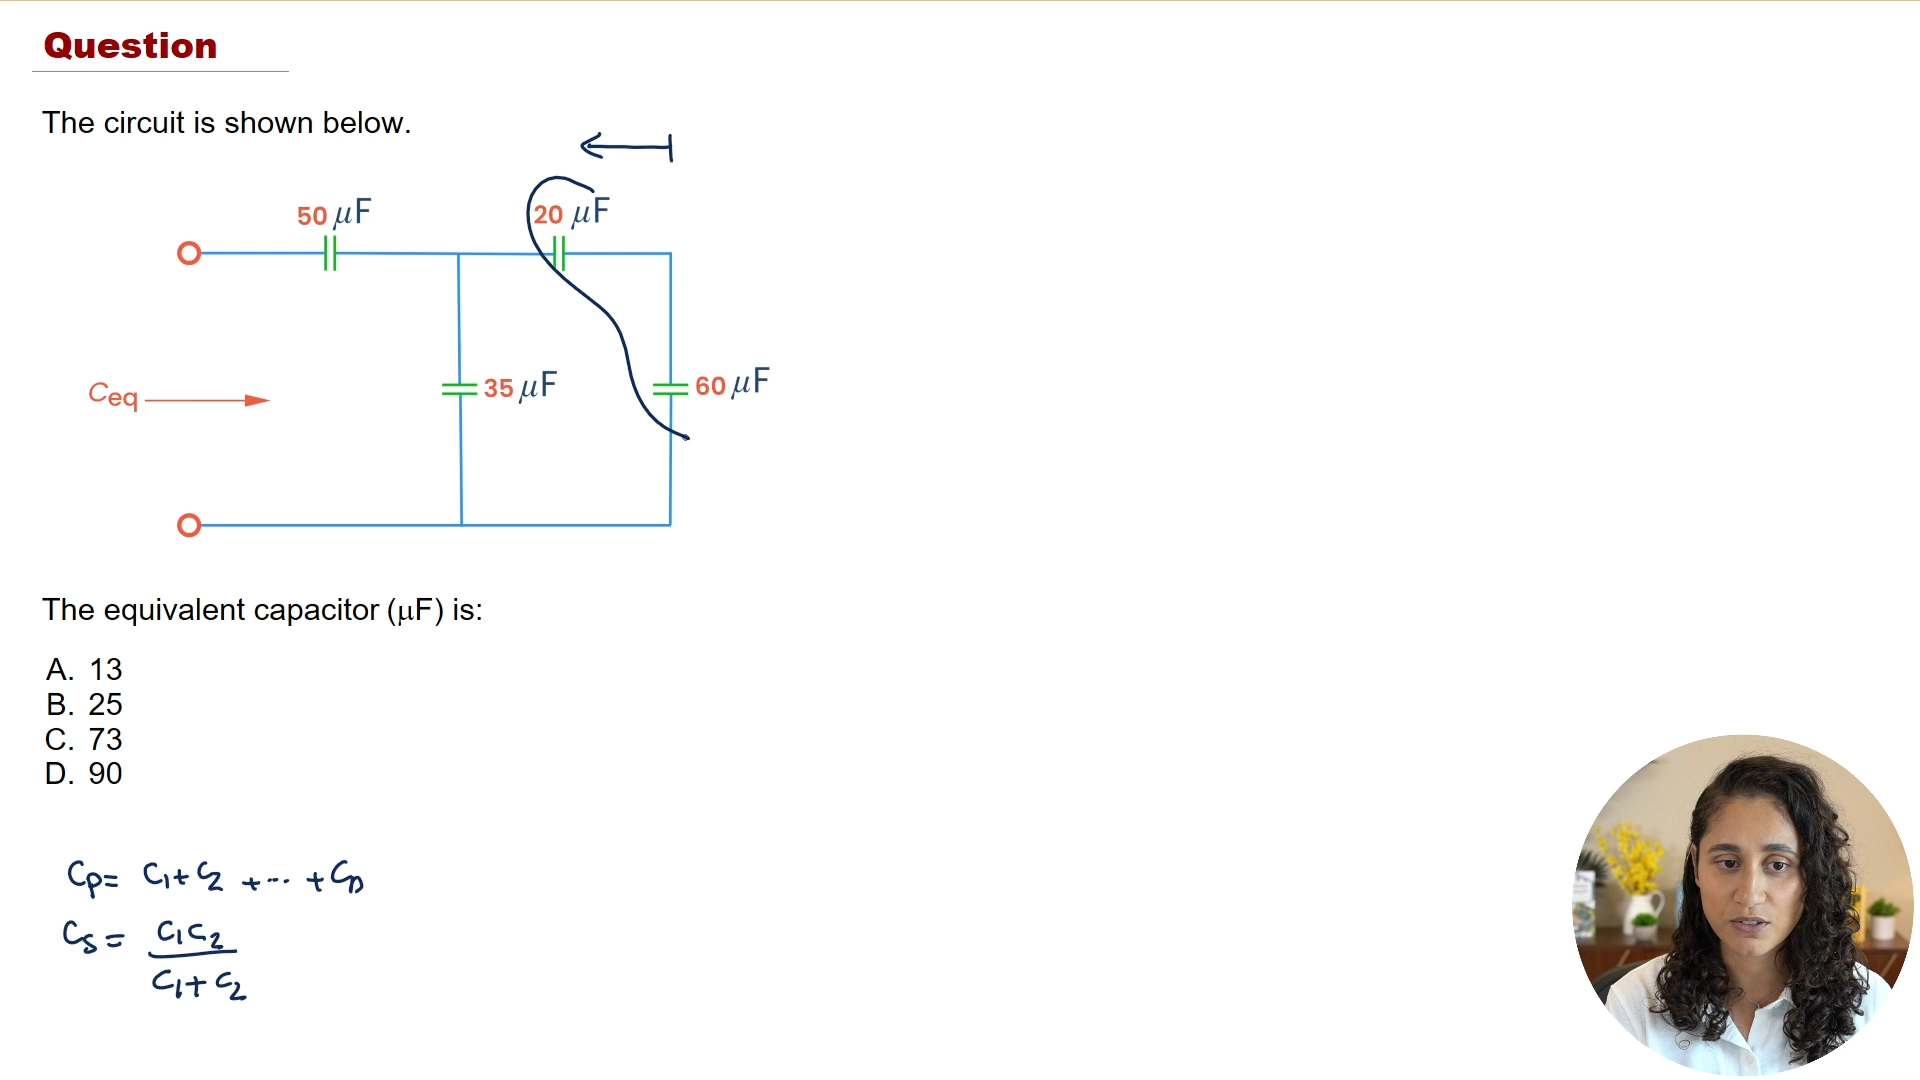 Question
The circuit is shown below.
50 μF
20 μF
Ceq
35 μF
60 μF
The equivalent capacitor (μF) is:
A. 13
B. 25
C. 73
D. 90
Cp= C1+C2 +... +Cn
Cs= C1C2
C1+C2